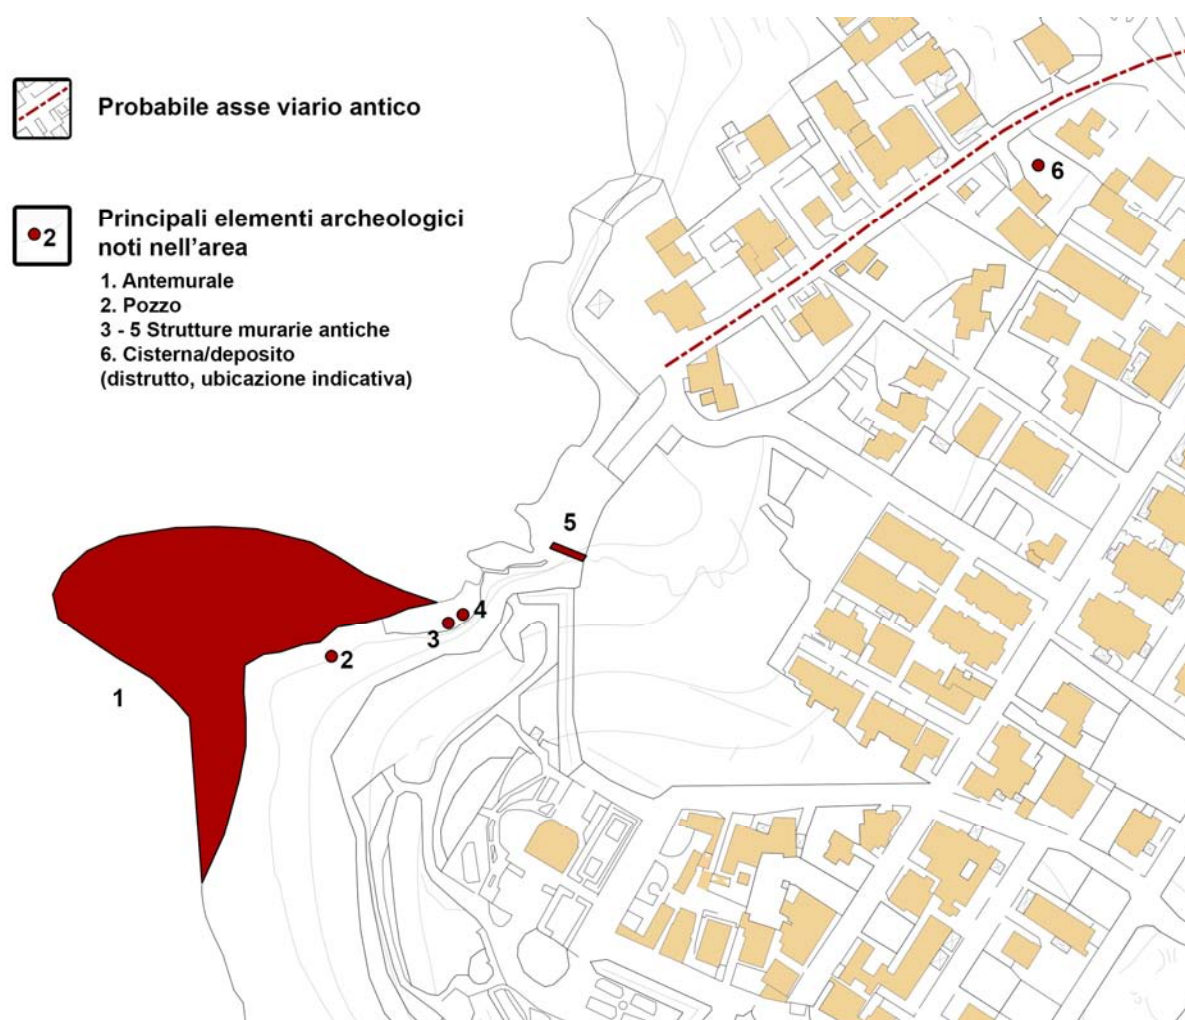 Probabile asse viario antico
2
Principali elementi archeologici
noti nell'area
1. Antemurale
2. Pozzo
3 - 5 Strutture murarie antiche
6. Cisterna/deposito
(distrutto, ubicazione indicativa)
6
5
4
3
2
1